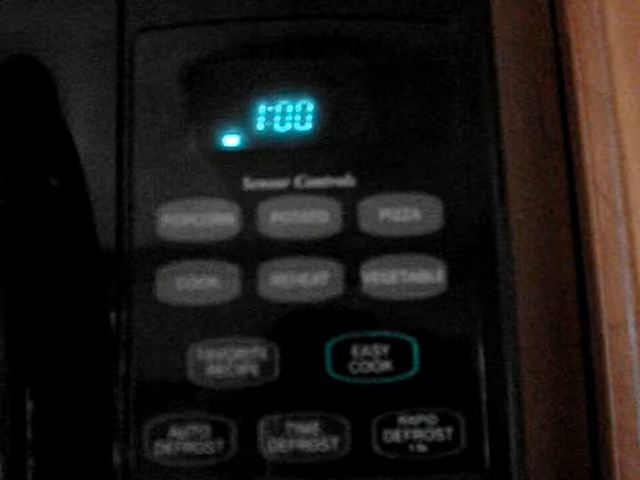 1:00
Sensor Controls
POPCORN POTATO PIZZA
COOK REHEAT VEGETABLE
FAVORITE
RECIPE
EASY
COOK
AUTO
DEFROST
TIME
DEFROST
RAPID
DEFROST